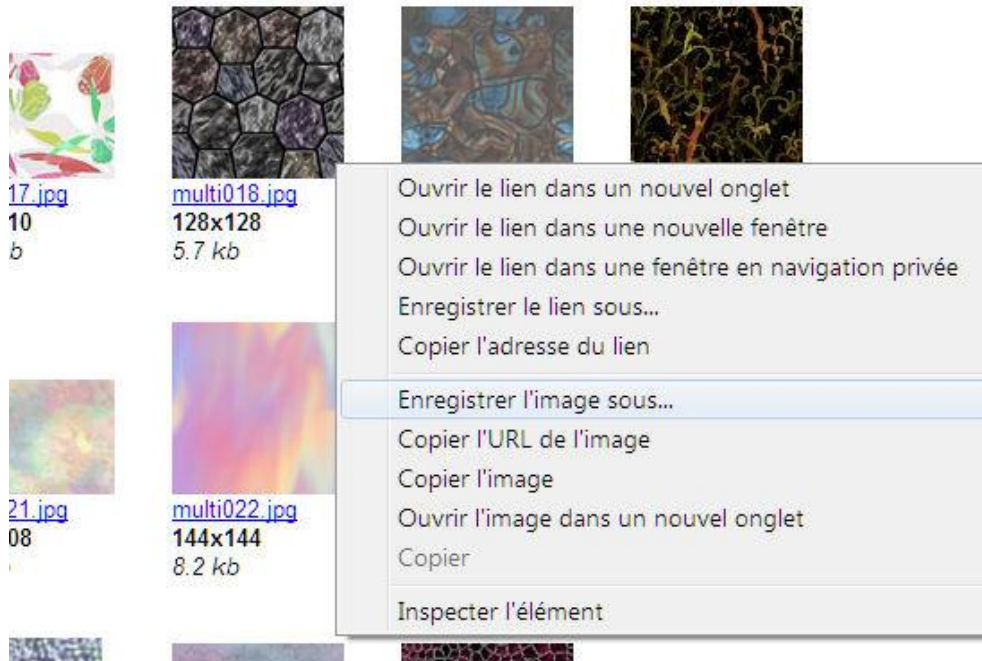 17.jpg
10
b
multi018.jpg
128x128
5.7 kb
Ouvrir le lien dans un nouvel onglet
Ouvrir le lien dans une nouvelle fenêtre
Ouvrir le lien dans une fenêtre en navigation privée
Enregistrer le lien sous...
Copier l'adresse du lien
Enregistrer l'image sous...
Copier l'URL de l'image
Copier l'image
Ouvrir l'image dans un nouvel onglet
Copier
Inspecter l'élément
21.jpg
08
multi022.jpg
144x144
8.2 kb